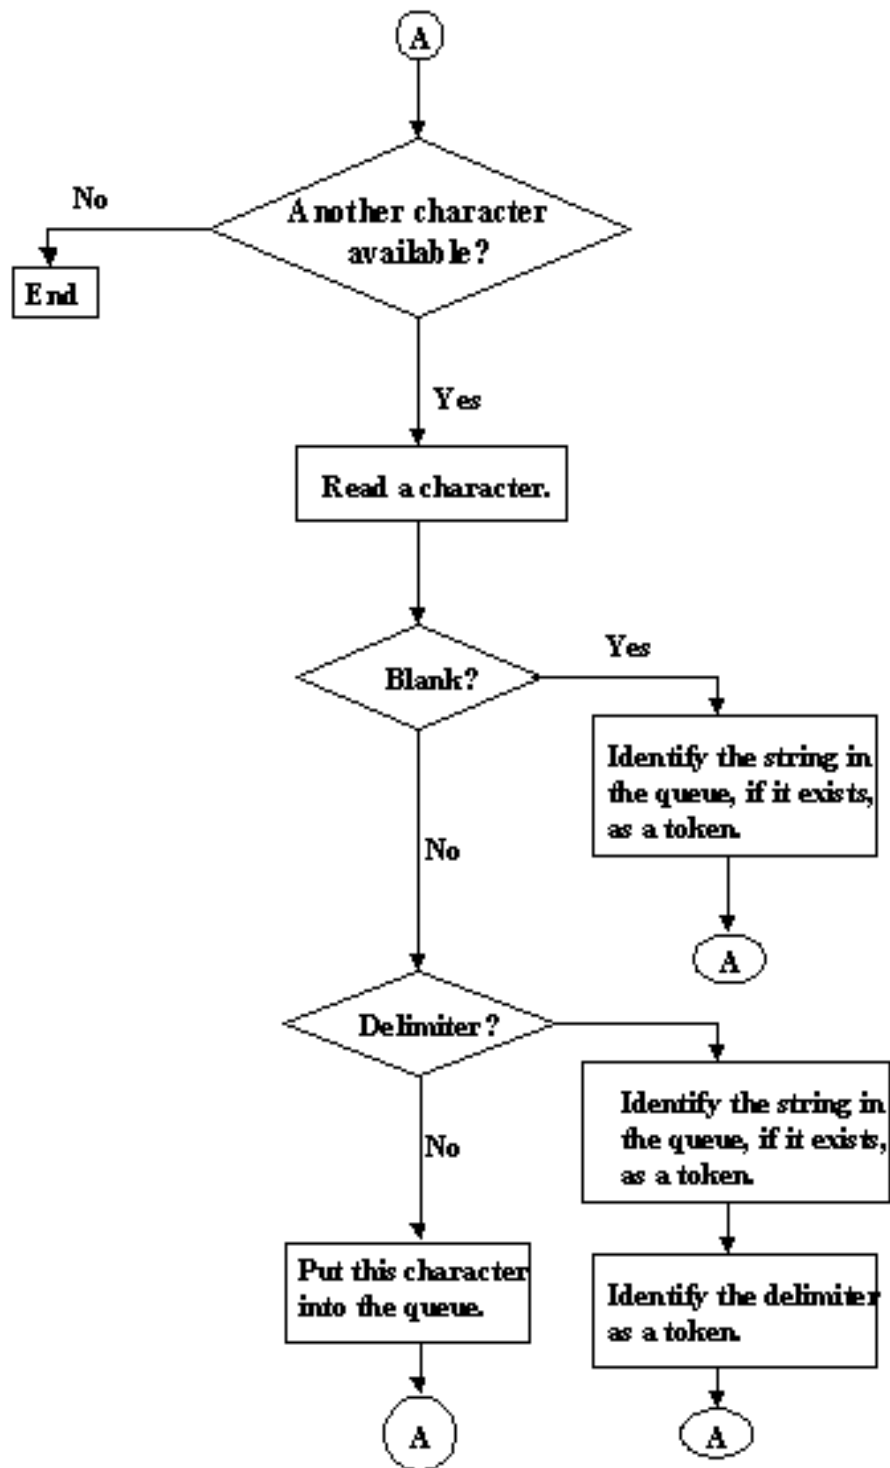 A
No
Another character
available?
End
Yes
Read a character.
Yes
Blank?
Identify the string in
the queue, if it exists,
as a token.
No
A
Delimiter?
Identify the string in
the queue, if it exists,
as a token.
No
Put this character
into the queue.
Identify the delimiter
as a token.
A
A